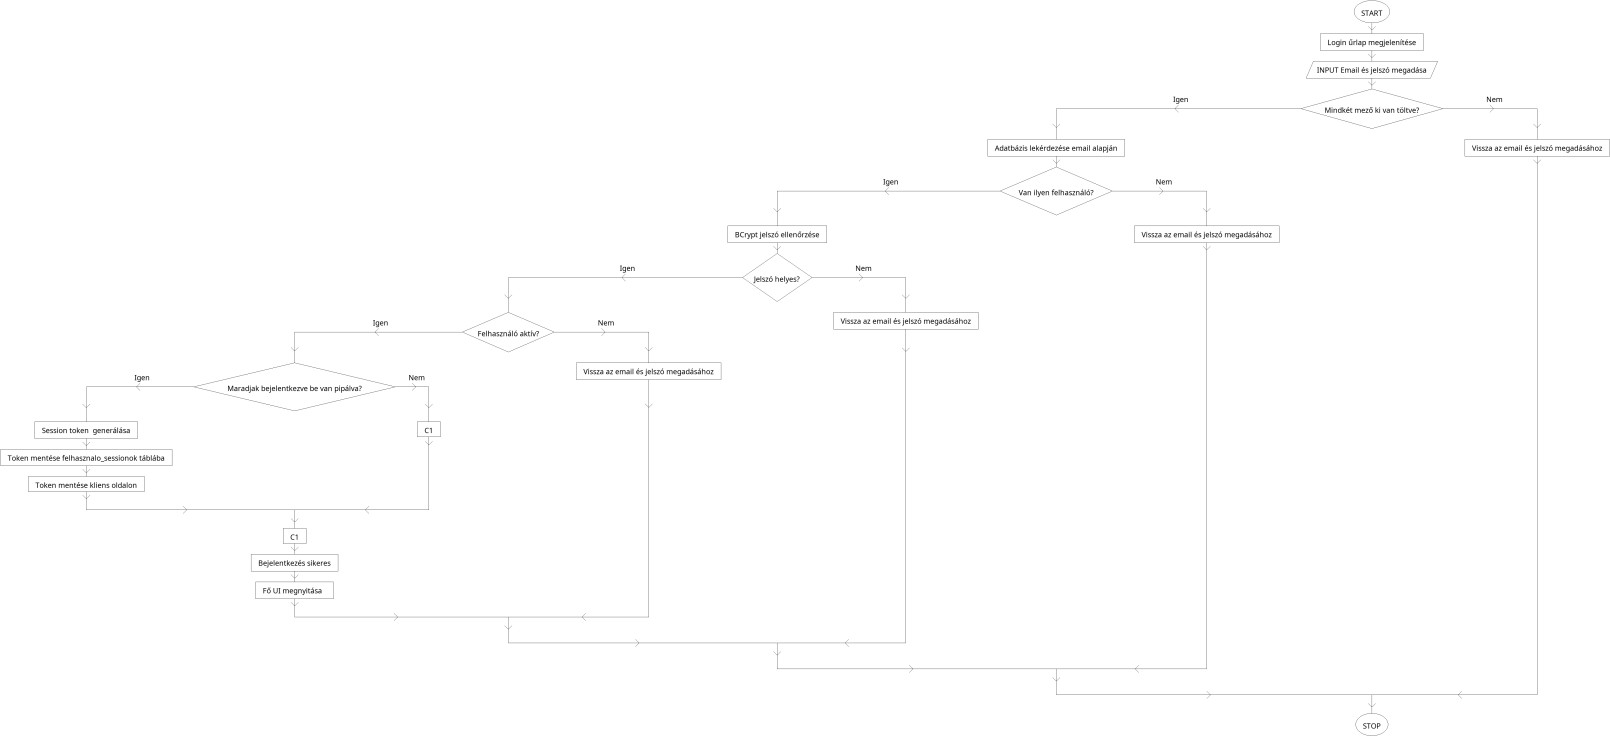 START
Login űrlap megjelenítése
INPUT Email és jelszó megadása
Mindkét mező ki van töltve?
Igen
Nem
Adatbázis lekérdezése email alapján
Vissza az email és jelszó megadásához
Van ilyen felhasználó?
Igen
Nem
BCrypt jelszó ellenőrzése
Vissza az email és jelszó megadásához
Jelszó helyes?
Igen
Nem
Vissza az email és jelszó megadásához
Felhasználó aktív?
Igen
Nem
Vissza az email és jelszó megadásához
Maradjak bejelentkezve be van pipálva?
Igen
Nem
Session token  generálása
C1
Token mentése felhasznalo_sessionok táblába
Token mentése kliens oldalon
C1
Bejelentkezés sikeres
Fő UI megnyitása
STOP